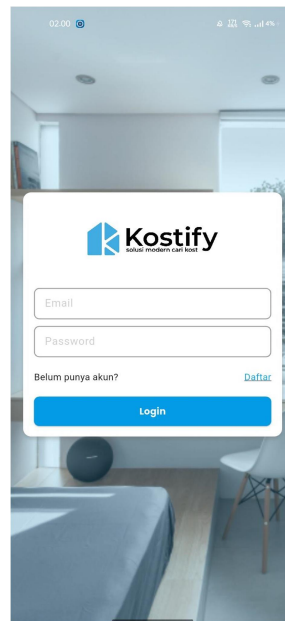 02.00
Kostify
solusi modern cari kost
Email
Password
Belum punya akun? Daftar
Login